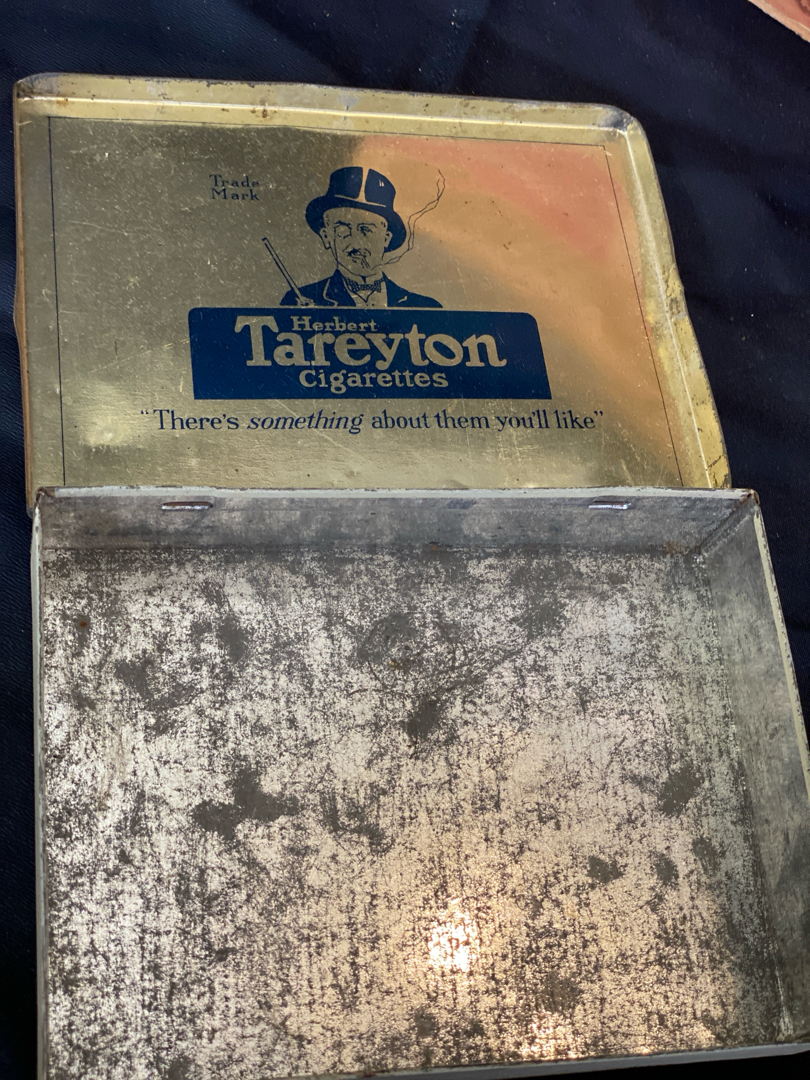 Trade
Mark
Herbert
Tareyton
Cigarettes
“There's something about them you'll like”